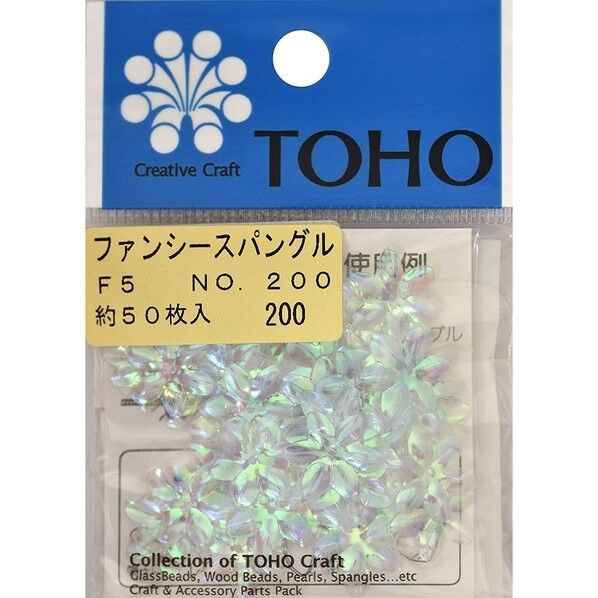 Creative Craft
TOHO
ファンシースパングル
F5 NO. 200
約50枚入 200
使用例
グル
Collection of TOHO Craft
GlassBeads, Wood Beads, Pearls, Spangles...etc
Craft & Accessory Parts Pack